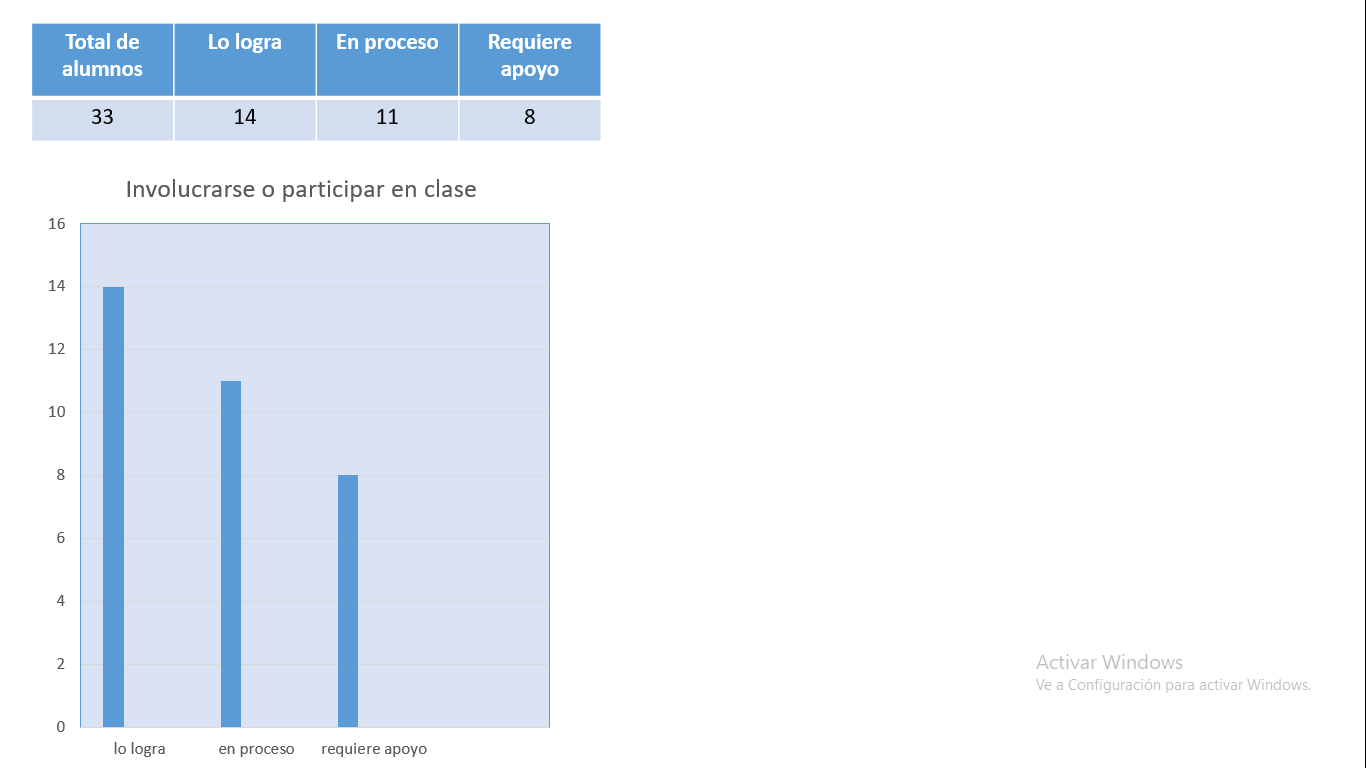 Total de
alumnos
Lo logra
En proceso
Requiere
apoyo
33
14
11
8
Involucrarse o participar en clase
16
14
12
10
8
6
4
2
0
lo logra
en proceso
requiere apoyo
Activar Windows
Ve a Configuración para activar Windows.